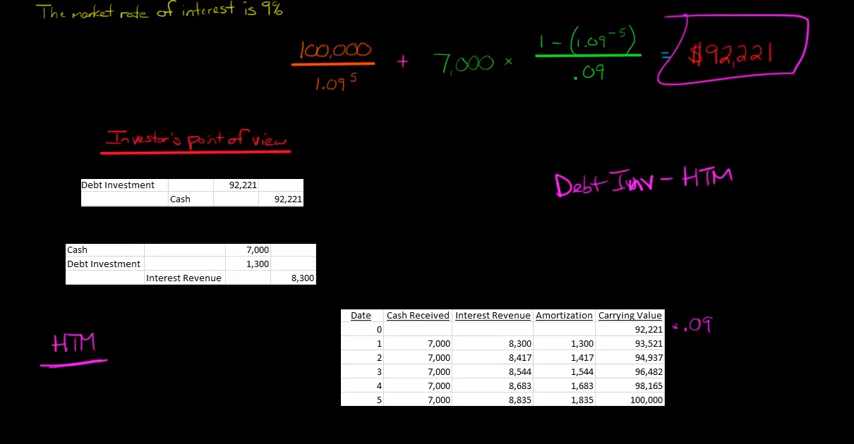 The market rate of interest is 9%
100,000 / 1.09^5 + 7,000 × 1 - (1.09^-5) / .09 = $92,221
Investor's point of view
Debt Inv - HTM
Debt Investment 92,221
Cash 92,221
Cash 7,000
Debt Investment 1,300
Interest Revenue 8,300
HTM
Date Cash Received Interest Revenue Amortization Carrying Value
0 92,221 × .09
1 7,000 8,300 1,300 93,521
2 7,000 8,417 1,417 94,937
3 7,000 8,544 1,544 96,482
4 7,000 8,683 1,683 98,165
5 7,000 8,835 1,835 100,000